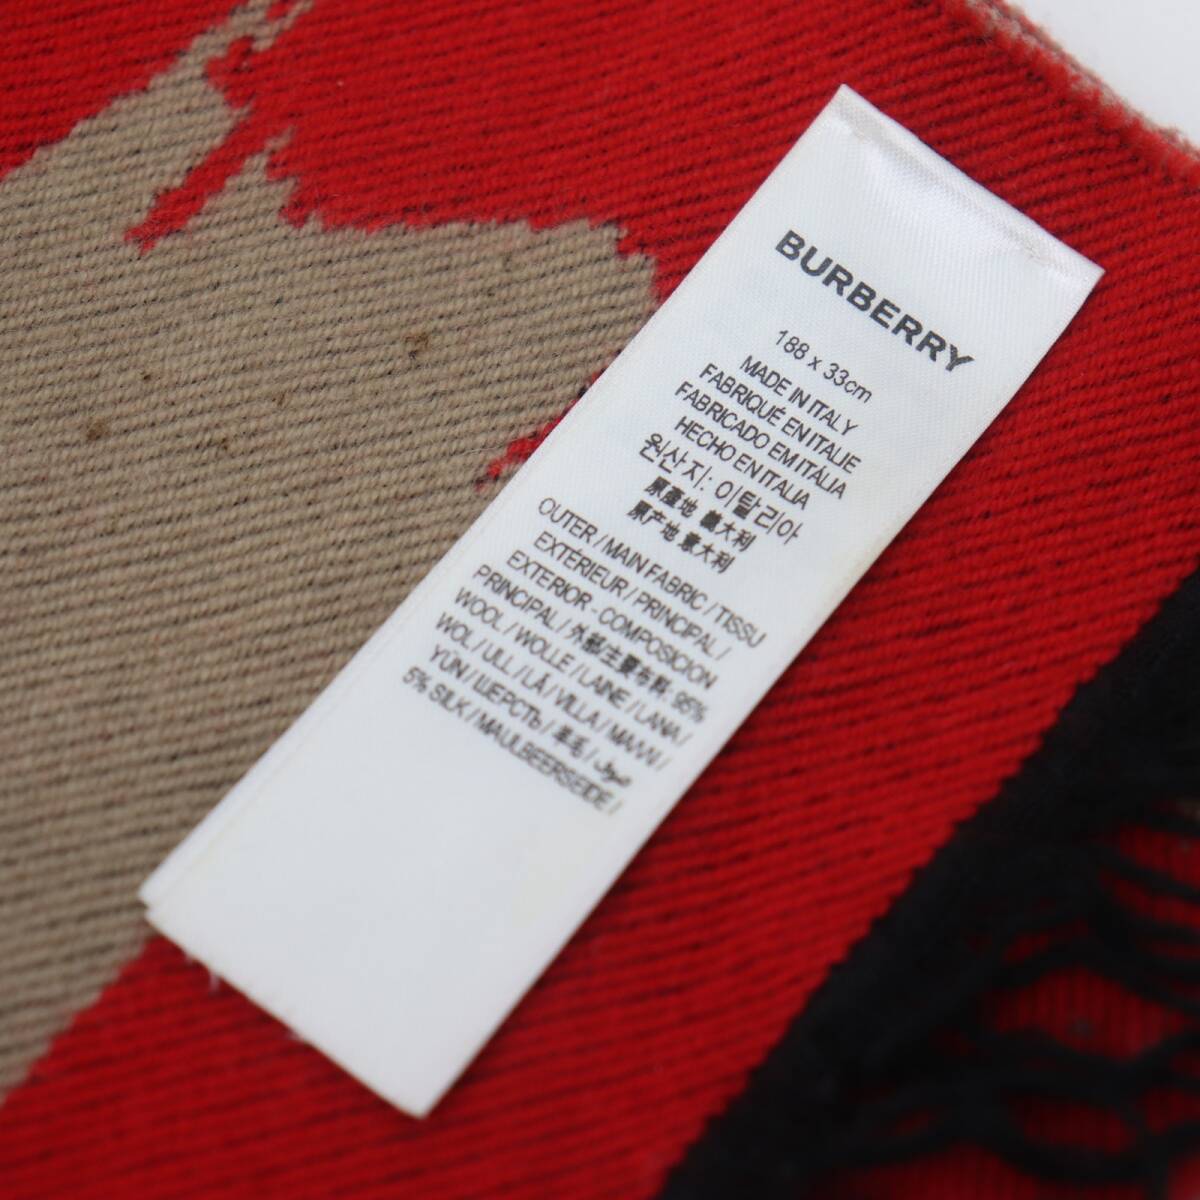 BURBERRY
188 x 33cm
MADE IN ITALY
FABRIQUÉ EN ITALIE
FABRICADO EM ITÁLIA
HECHO EN ITALIA
원산지: 이탈리아
原產地 義大利
原产地 意大利
OUTER / MAIN FABRIC / TISSU
EXTÉRIEUR / PRINCIPAL /
EXTERIOR - COMPOSICION
PRINCIPAL / 外部/主要布料: 95%
WOOL / WOLLE / LAINE / LANA /
WOL / ULL / LÃ / VILLA / ΜΑΛΛΙ /
YÜN / ШЕРСТЬ / 羊毛 / صوف
5% SILK / MAULBEERSEIDE /